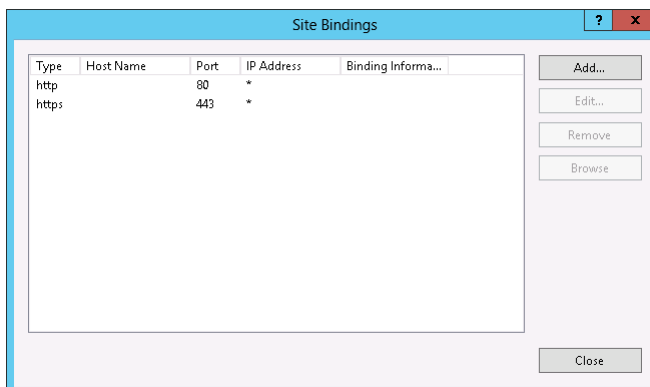 Site Bindings
? x
Type Host Name Port IP Address Binding Informa...
http 80 *
https 443 *
Add...
Edit...
Remove
Browse
Close